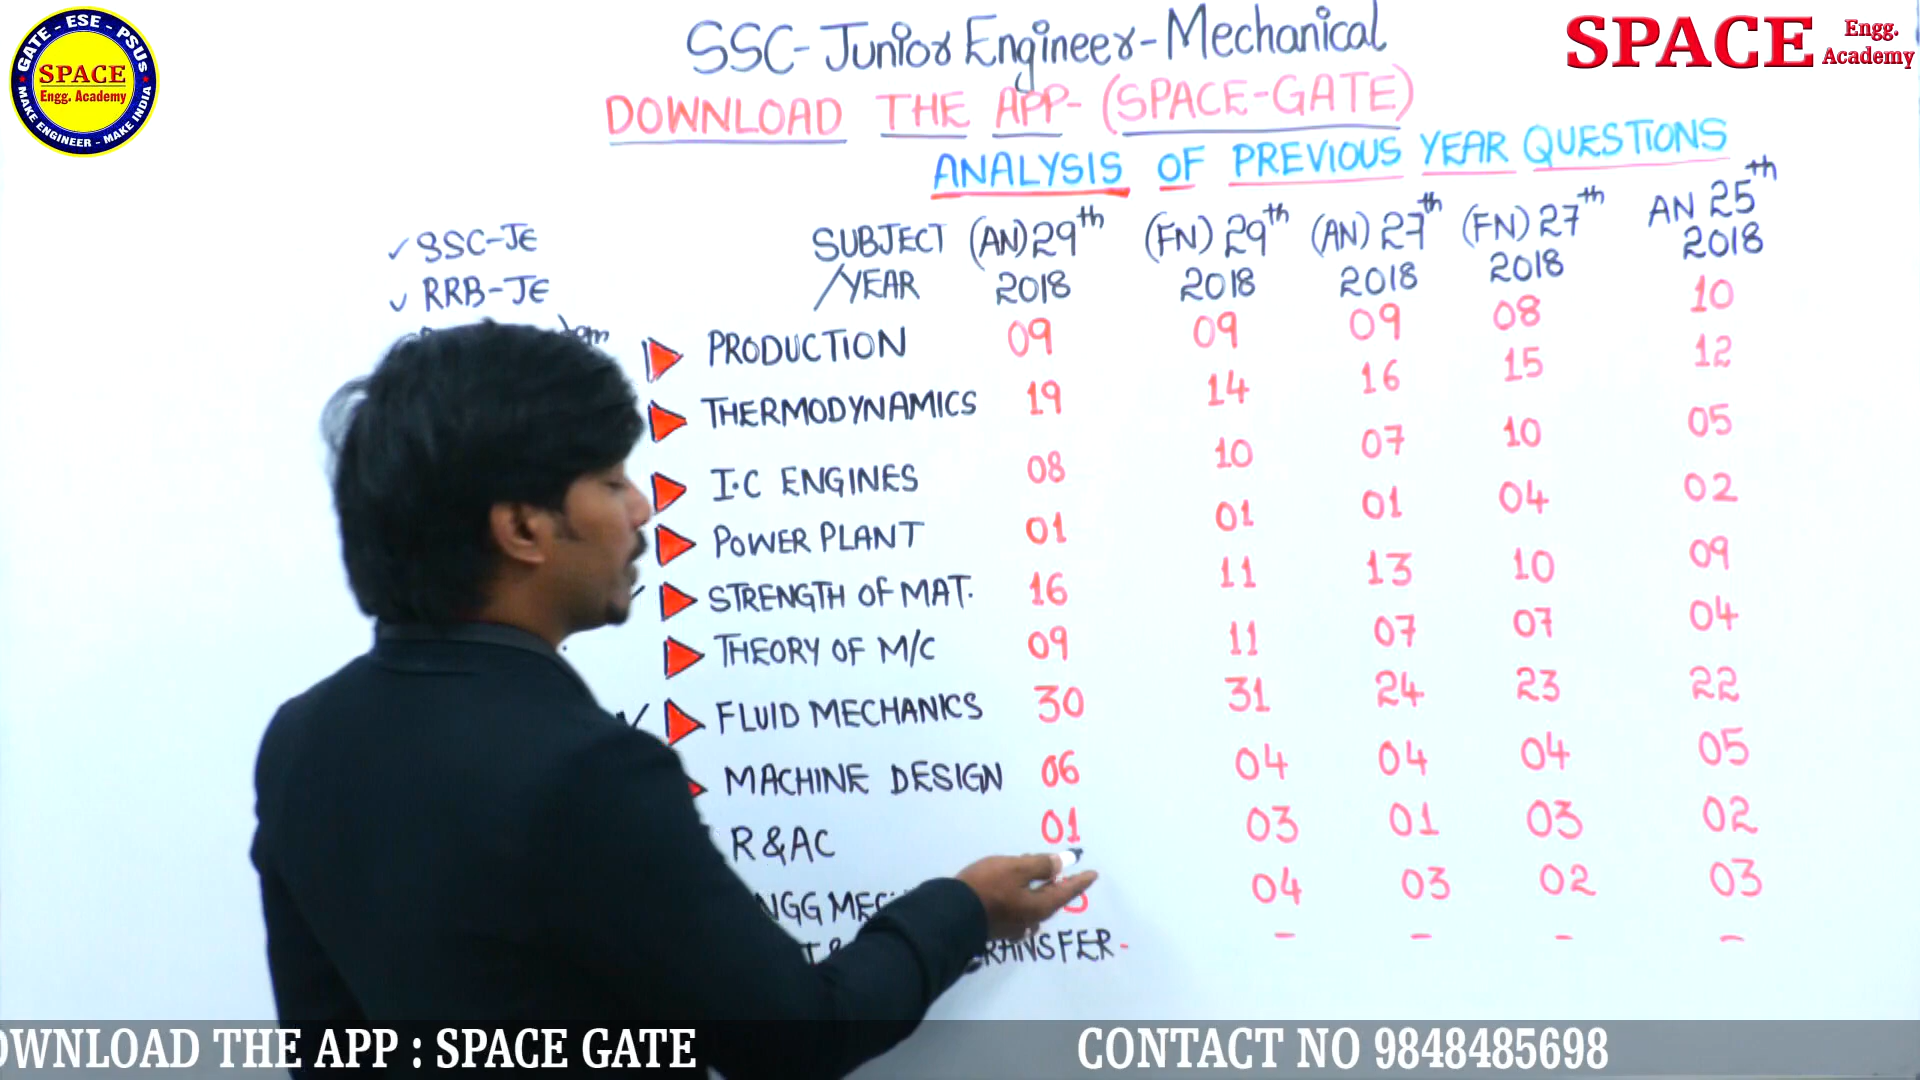 GATE - ESE - PSUs
SPACE
Engg. Academy
MAKE ENGINEER - MAKE INDIA
SPACE Engg. Academy
SSC-Junior Engineer-Mechanical
DOWNLOAD THE APP- (SPACE-GATE)
ANALYSIS OF PREVIOUS YEAR QUESTIONS
✓ SSC-JE
✓ RRB-JE
SUBJECT /YEAR (AN) 29th 2018 (FN) 29th 2018 (AN) 27th 2018 (FN) 27th 2018 AN 25th 2018
PRODUCTION 09 09 09 08 10
THERMODYNAMICS 19 14 16 15 12
I.C ENGINES 08 10 07 10 05
POWER PLANT 01 01 01 04 02
STRENGTH OF MAT. 16 11 13 10 09
THEORY OF M/C 09 11 07 07 04
FLUID MECHANICS 30 31 24 23 22
MACHINE DESIGN 06 04 04 04 05
R & AC 01 03 01 03 02
NGG MEC 04 03 02 03
RANSFER - - - - -
OWNLOAD THE APP : SPACE GATE
CONTACT NO 9848485698